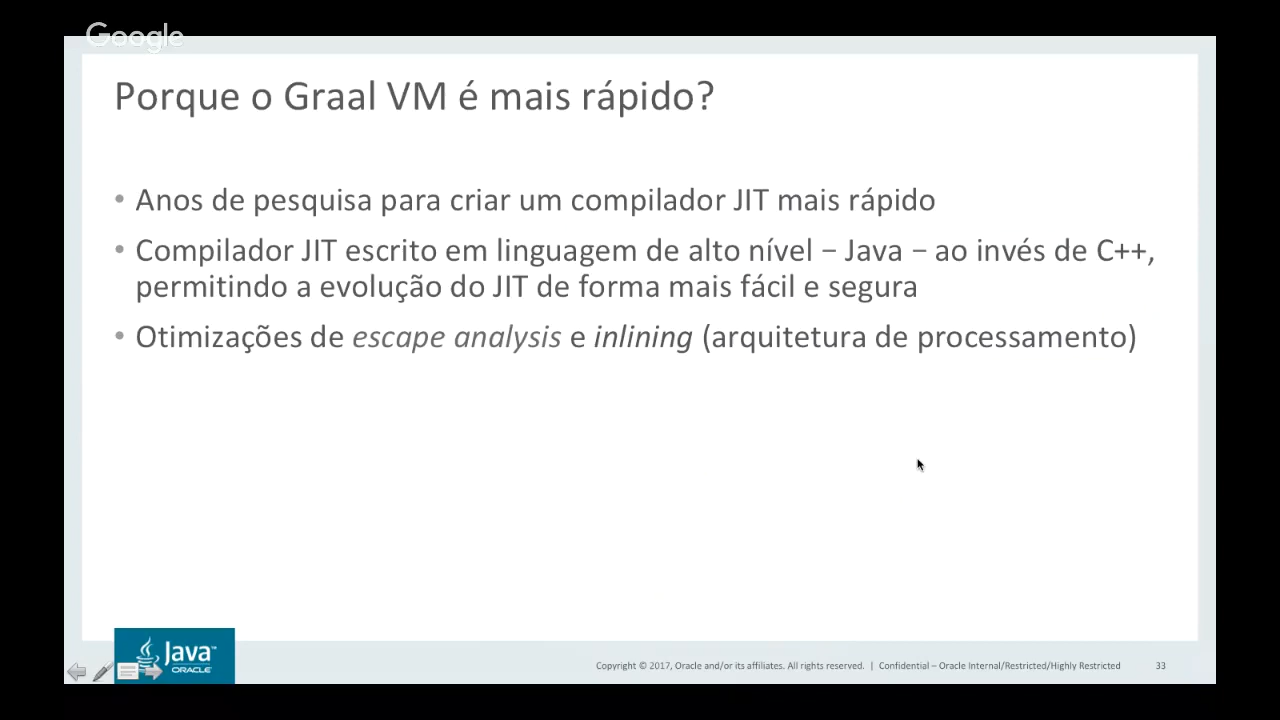 Google
Porque o Graal VM é mais rápido?
• Anos de pesquisa para criar um compilador JIT mais rápido
• Compilador JIT escrito em linguagem de alto nível – Java – ao invés de C++,
permitindo a evolução do JIT de forma mais fácil e segura
• Otimizações de escape analysis e inlining (arquitetura de processamento)
Java™
ORACLE
Copyright © 2017, Oracle and/or its affiliates. All rights reserved. | Confidential – Oracle Internal/Restricted/Highly Restricted 33